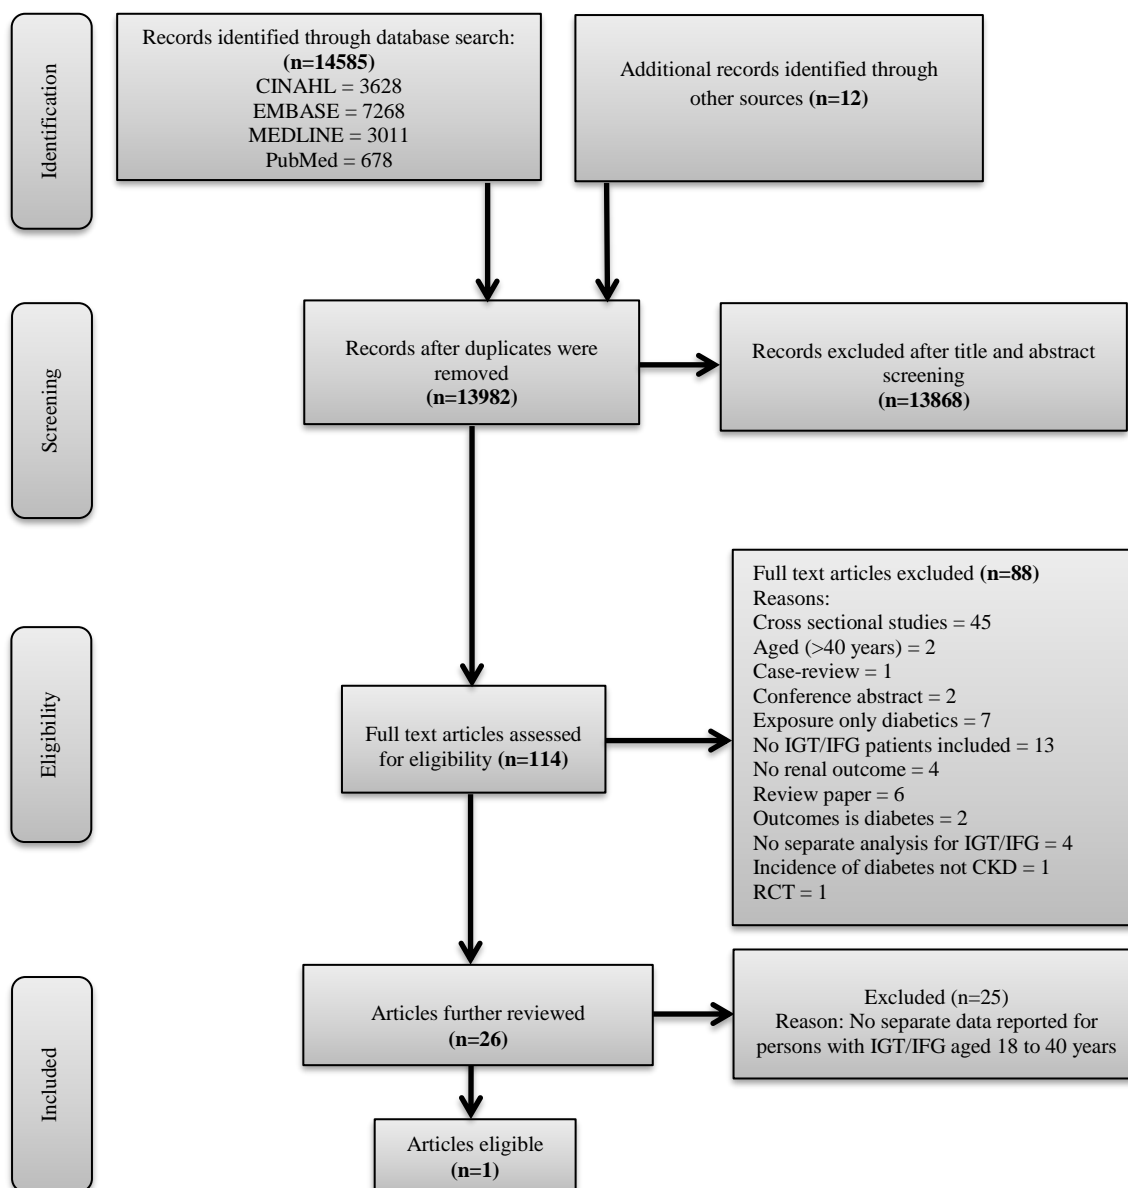 Identification
Records identified through database search:
(n=14585)
CINAHL = 3628
EMBASE = 7268
MEDLINE = 3011
PubMed = 678
Additional records identified through
other sources (n=12)
Screening
Records after duplicates were
removed
(n=13982)
Records excluded after title and abstract
screening
(n=13868)
Eligibility
Full text articles assessed
for eligibility (n=114)
Full text articles excluded (n=88)
Reasons:
Cross sectional studies = 45
Aged (>40 years) = 2
Case-review = 1
Conference abstract = 2
Exposure only diabetics = 7
No IGT/IFG patients included = 13
No renal outcome = 4
Review paper = 6
Outcomes is diabetes = 2
No separate analysis for IGT/IFG = 4
Incidence of diabetes not CKD = 1
RCT = 1
Included
Articles further reviewed
(n=26)
Excluded (n=25)
Reason: No separate data reported for
persons with IGT/IFG aged 18 to 40 years
Articles eligible
(n=1)